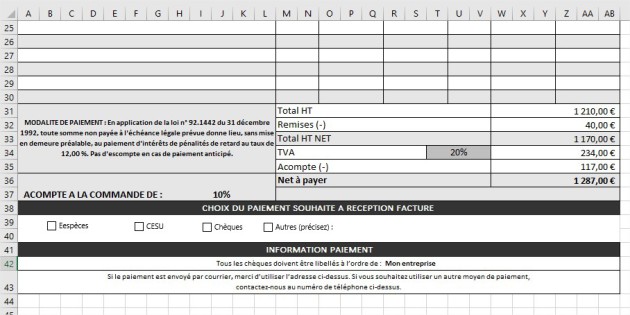 A B C D E F G H I J K L M N O P Q R S T U V W X Y Z AA AB
25
26
27
28
29
30
31 Total HT 1 210,00 €
MODALITE DE PAIEMENT : En application de la loi n° 92.1442 du 31 décembre
32 1992, toute somme non payée à l'échéance légale prévue donne lieu, sans mise Remises (-) 40,00 €
33 en demeure préalable, au paiement d'intérêts de pénalités de retard au taux de Total HT NET 1 170,00 €
34 12,00 %. Pas d'escompte en cas de paiement anticipé. TVA 20% 234,00 €
35 Acompte (-) 117,00 €
36 Net à payer 1 287,00 €
37 ACOMPTE A LA COMMANDE DE : 10%
38 CHOIX DU PAIEMENT SOUHAITE A RECEPTION FACTURE
39 Eespèces CESU Chèques Autres (précisez) :
40
41 INFORMATION PAIEMENT
42 Tous les chèques doivent être libellés à l'ordre de : Mon entreprise
Si le paiement est envoyé par courrier, merci d'utiliser l'adresse ci-dessus. Si vous souhaitez utiliser un autre moyen de paiement,
43 contactez-nous au numéro de téléphone ci-dessus.
44
45